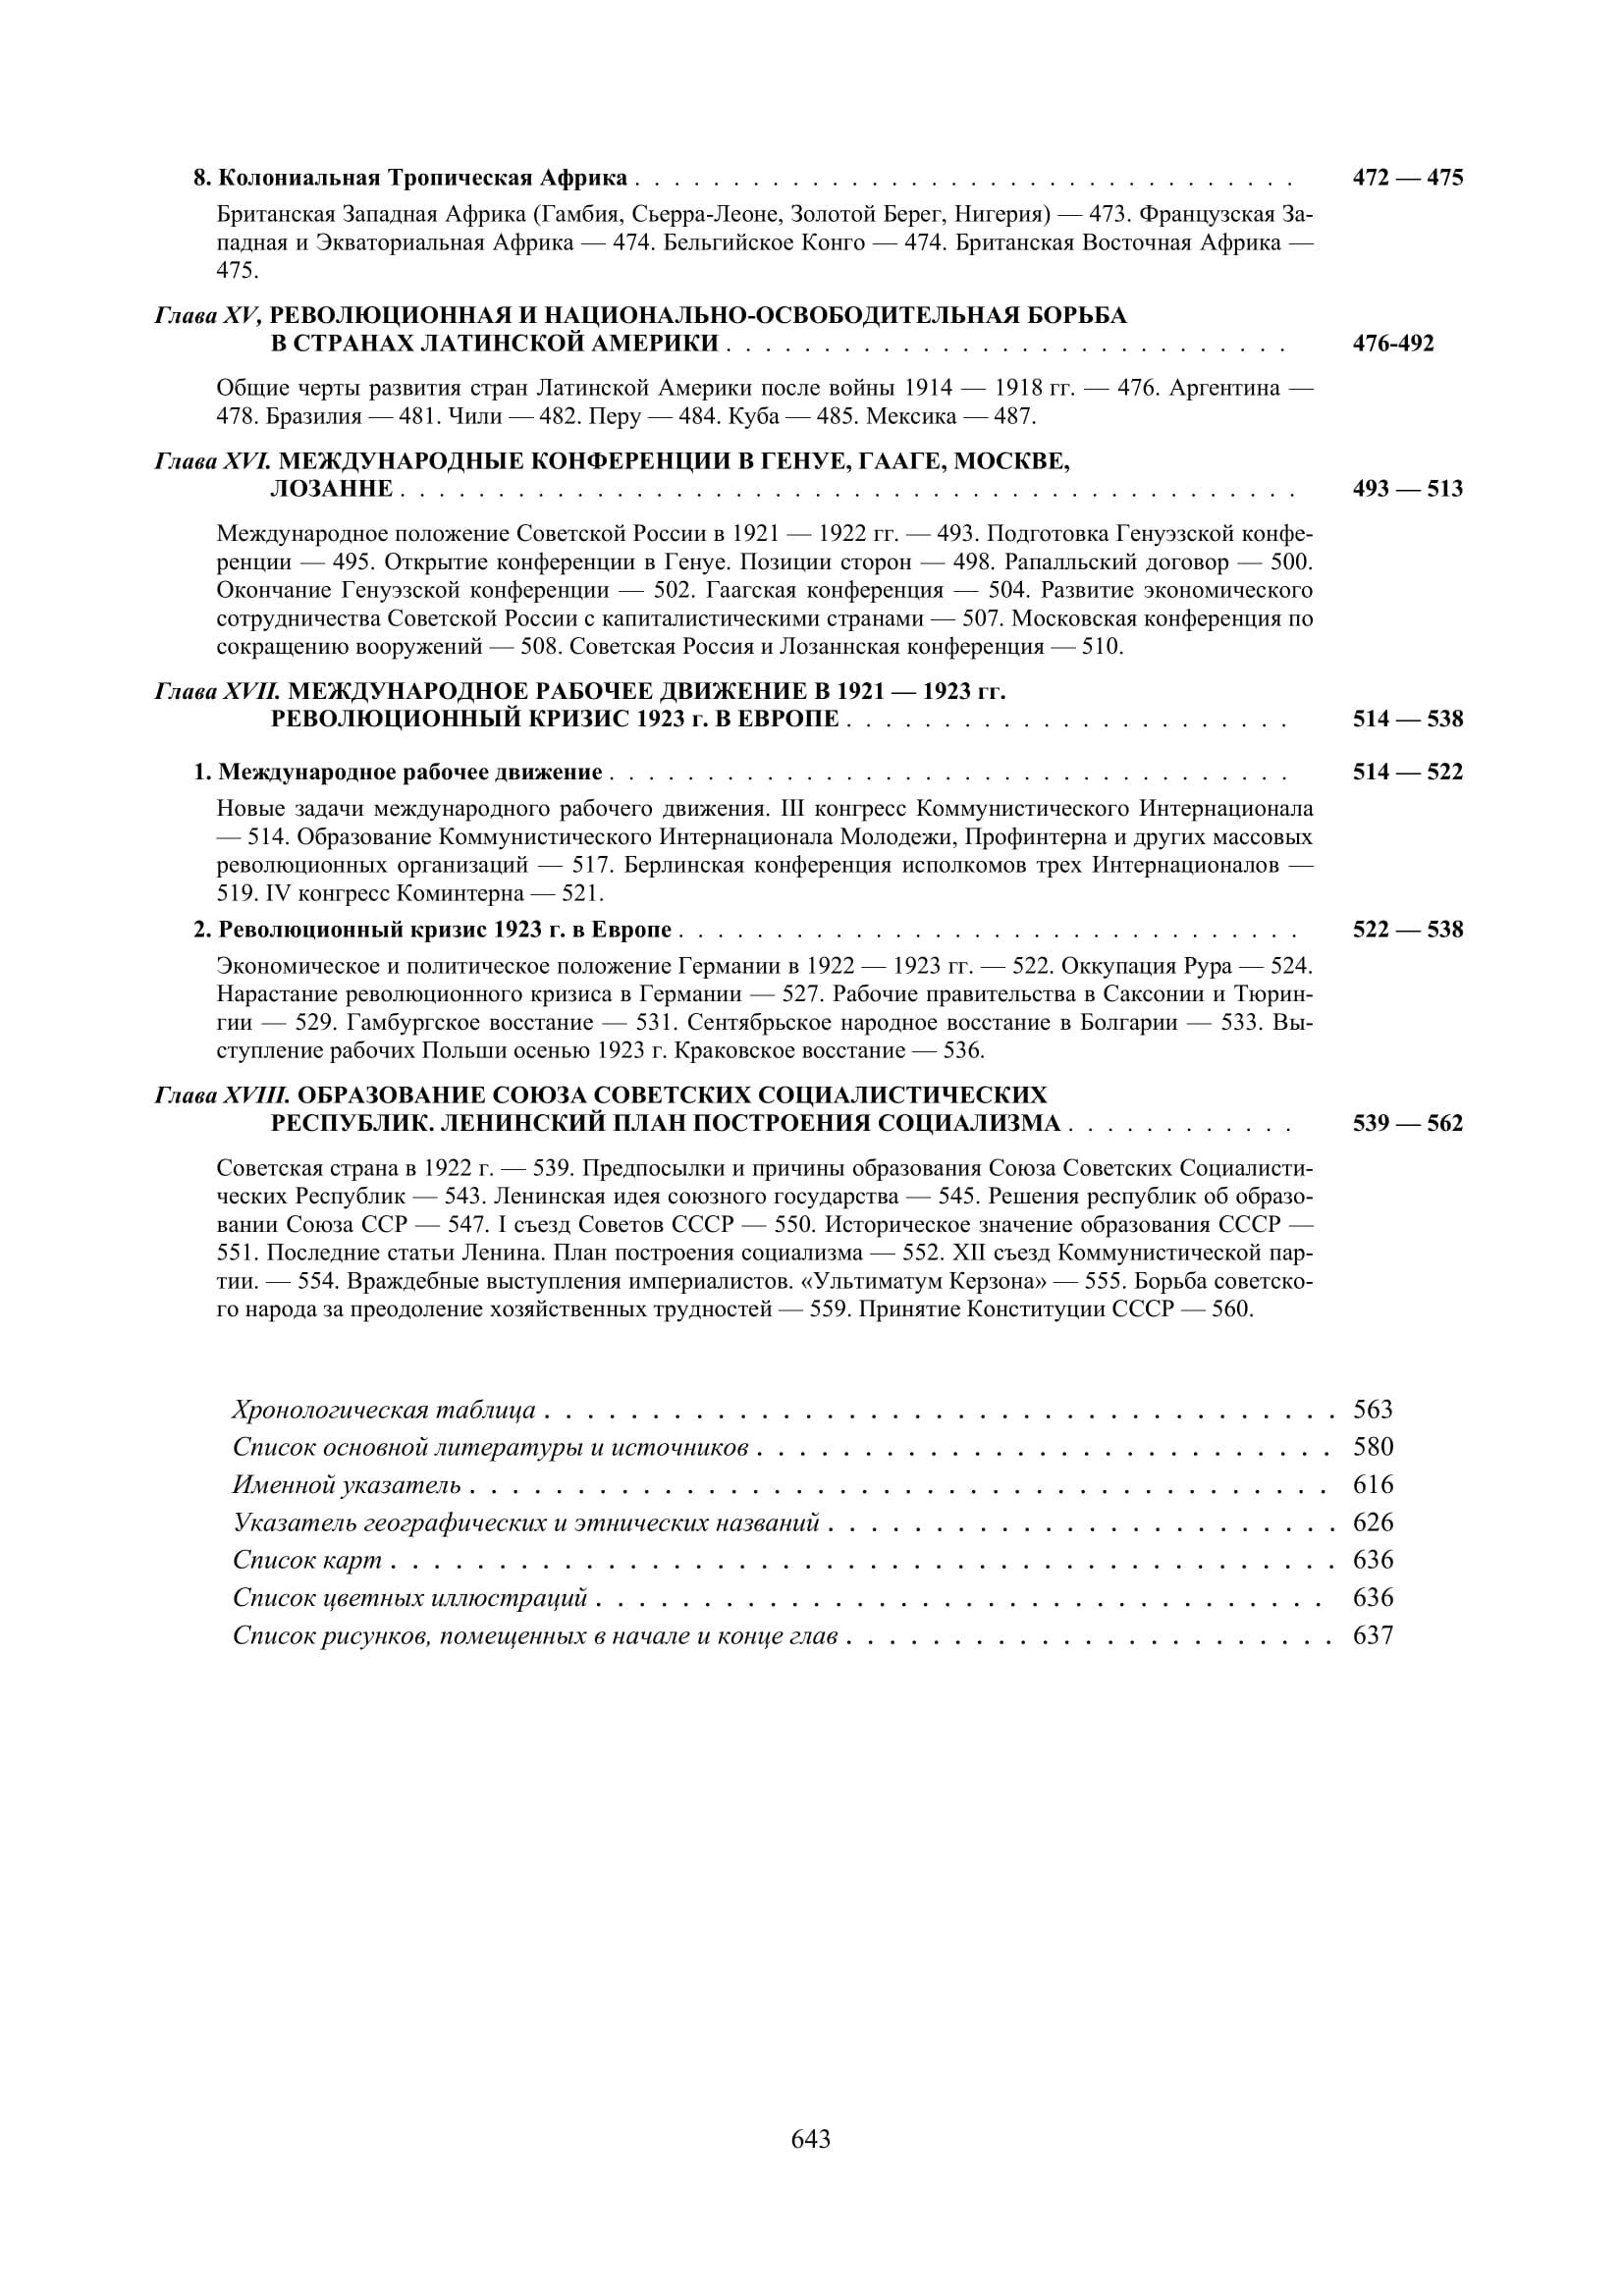 8. Колониальная Тропическая Африка . . . . . . . . . . . . . . . . . . . . . . . . . . . . . . . . . . 472 — 475
Британская Западная Африка (Гамбия, Сьерра-Леоне, Золотой Берег, Нигерия) — 473. Французская За-
падная и Экваториальная Африка — 474. Бельгийское Конго — 474. Британская Восточная Африка —
475.
Глава XV, РЕВОЛЮЦИОННАЯ И НАЦИОНАЛЬНО-ОСВОБОДИТЕЛЬНАЯ БОРЬБА
В СТРАНАХ ЛАТИНСКОЙ АМЕРИКИ . . . . . . . . . . . . . . . . . . . . . . . . . . . . . 476-492
Общие черты развития стран Латинской Америки после войны 1914 — 1918 гг. — 476. Аргентина —
478. Бразилия — 481. Чили — 482. Перу — 484. Куба — 485. Мексика — 487.
Глава XVI. МЕЖДУНАРОДНЫЕ КОНФЕРЕНЦИИ В ГЕНУЕ, ГААГЕ, МОСКВЕ,
ЛОЗАННЕ . . . . . . . . . . . . . . . . . . . . . . . . . . . . . . . . . . . . . . . . . . . . . . 493 — 513
Международное положение Советской России в 1921 — 1922 гг. — 493. Подготовка Генуэзской конфе-
ренции — 495. Открытие конференции в Генуе. Позиции сторон — 498. Рапалльский договор — 500.
Окончание Генуэзской конференции — 502. Гаагская конференция — 504. Развитие экономического
сотрудничества Советской России с капиталистическими странами — 507. Московская конференция по
сокращению вооружений — 508. Советская Россия и Лозаннская конференция — 510.
Глава XVII. МЕЖДУНАРОДНОЕ РАБОЧЕЕ ДВИЖЕНИЕ В 1921 — 1923 гг.
РЕВОЛЮЦИОННЫЙ КРИЗИС 1923 г. В ЕВРОПЕ . . . . . . . . . . . . . . . . . . . . . . . 514 — 538
1. Международное рабочее движение . . . . . . . . . . . . . . . . . . . . . . . . . . . . . . . . . . . 514 — 522
Новые задачи международного рабочего движения. III конгресс Коммунистического Интернационала
— 514. Образование Коммунистического Интернационала Молодежи, Профинтерна и других массовых
революционных организаций — 517. Берлинская конференция исполкомов трех Интернационалов —
519. IV конгресс Коминтерна — 521.
2. Революционный кризис 1923 г. в Европе . . . . . . . . . . . . . . . . . . . . . . . . . . . . . . . . 522 — 538
Экономическое и политическое положение Германии в 1922 — 1923 гг. — 522. Оккупация Рура — 524.
Нарастание революционного кризиса в Германии — 527. Рабочие правительства в Саксонии и Тюрин-
гии — 529. Гамбургское восстание — 531. Сентябрьское народное восстание в Болгарии — 533. Вы-
ступление рабочих Польши осенью 1923 г. Краковское восстание — 536.
Глава XVIII. ОБРАЗОВАНИЕ СОЮЗА СОВЕТСКИХ СОЦИАЛИСТИЧЕСКИХ
РЕСПУБЛИК. ЛЕНИНСКИЙ ПЛАН ПОСТРОЕНИЯ СОЦИАЛИЗМА . . . . . . . . . . . . 539 — 562
Советская страна в 1922 г. — 539. Предпосылки и причины образования Союза Советских Социалисти-
ческих Республик — 543. Ленинская идея союзного государства — 545. Решения республик об образо-
вании Союза ССР — 547. I съезд Советов СССР — 550. Историческое значение образования СССР —
551. Последние статьи Ленина. План построения социализма — 552. XII съезд Коммунистической пар-
тии. — 554. Враждебные выступления империалистов. «Ультиматум Керзона» — 555. Борьба советско-
го народа за преодоление хозяйственных трудностей — 559. Принятие Конституции СССР — 560.
Хронологическая таблица . . . . . . . . . . . . . . . . . . . . . . . . . . . . . . . . . . . . . 563
Список основной литературы и источников . . . . . . . . . . . . . . . . . . . . . . . . . . . 580
Именной указатель . . . . . . . . . . . . . . . . . . . . . . . . . . . . . . . . . . . . . . . . 616
Указатель географических и этнических названий . . . . . . . . . . . . . . . . . . . . . . . . 626
Список карт . . . . . . . . . . . . . . . . . . . . . . . . . . . . . . . . . . . . . . . . . . . . 636
Список цветных иллюстраций . . . . . . . . . . . . . . . . . . . . . . . . . . . . . . . . . . 636
Список рисунков, помещенных в начале и конце глав . . . . . . . . . . . . . . . . . . . . . . . 637
643